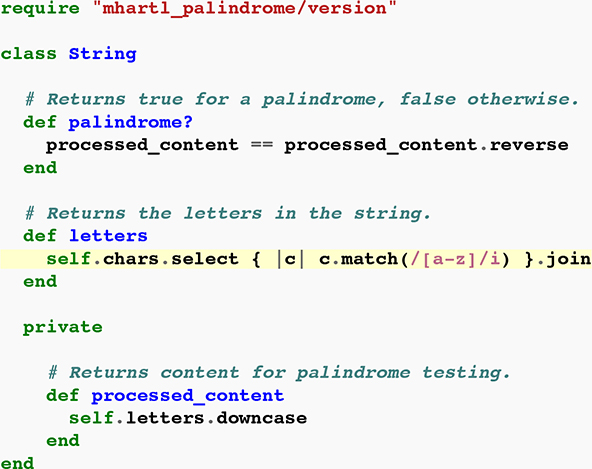 require "mhartl_palindrome/version"
class String
# Returns true for a palindrome, false otherwise.
def palindrome?
processed_content == processed_content.reverse
end
# Returns the letters in the string.
def letters
self.chars.select { |c| c.match(/[a-z]/i) }.join
end
private
# Returns content for palindrome testing.
def processed_content
self.letters.downcase
end
end